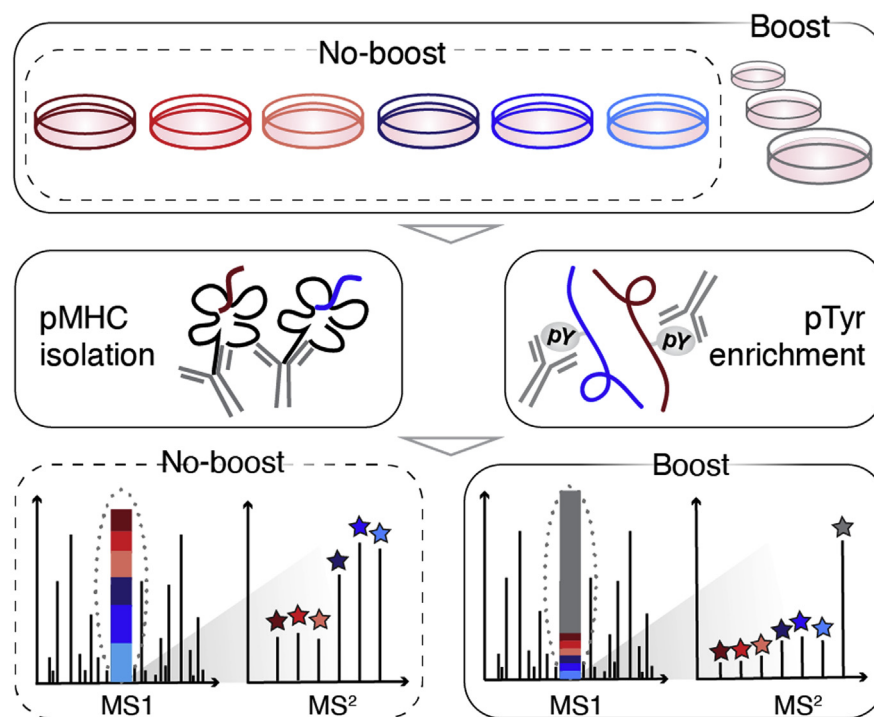 Boost
No-boost
pMHC
isolation
pY
pY
pTyr
enrichment
No-boost
Boost
MS1
MS²
MS1
MS²